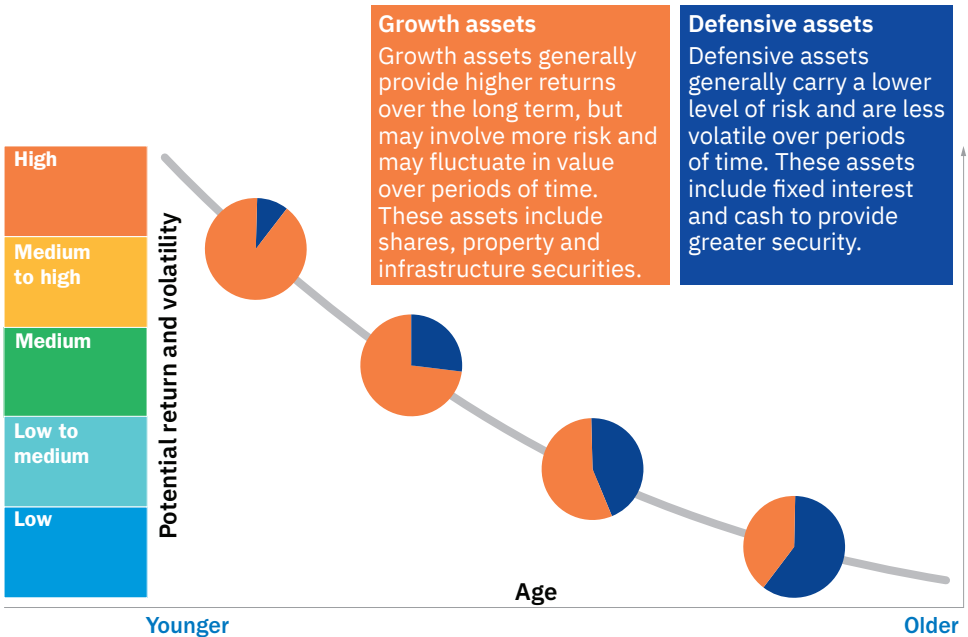 Growth assets
Growth assets generally
provide higher returns
over the long term, but
may involve more risk and
may fluctuate in value
over periods of time.
These assets include
shares, property and
infrastructure securities.
Defensive assets
Defensive assets
generally carry a lower
level of risk and are less
volatile over periods
of time. These assets
include fixed interest
and cash to provide
greater security.
High
Medium
to high
Medium
Low to
medium
Low
Potential return and volatility
Age
Younger
Older